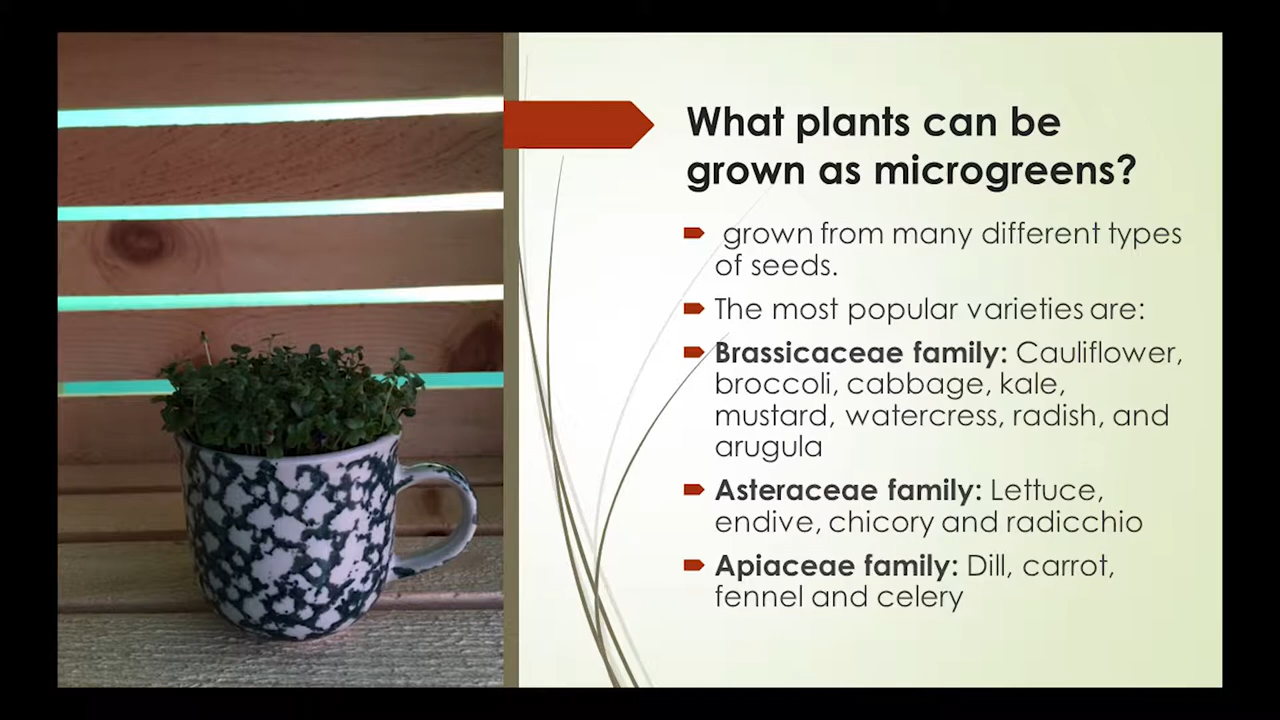 What plants can be
grown as microgreens?
grown from many different types
of seeds.
The most popular varieties are:
Brassicaceae family: Cauliflower,
broccoli, cabbage, kale,
mustard, watercress, radish, and
arugula
Asteraceae family: Lettuce,
endive, chicory and radicchio
Apiaceae family: Dill, carrot,
fennel and celery